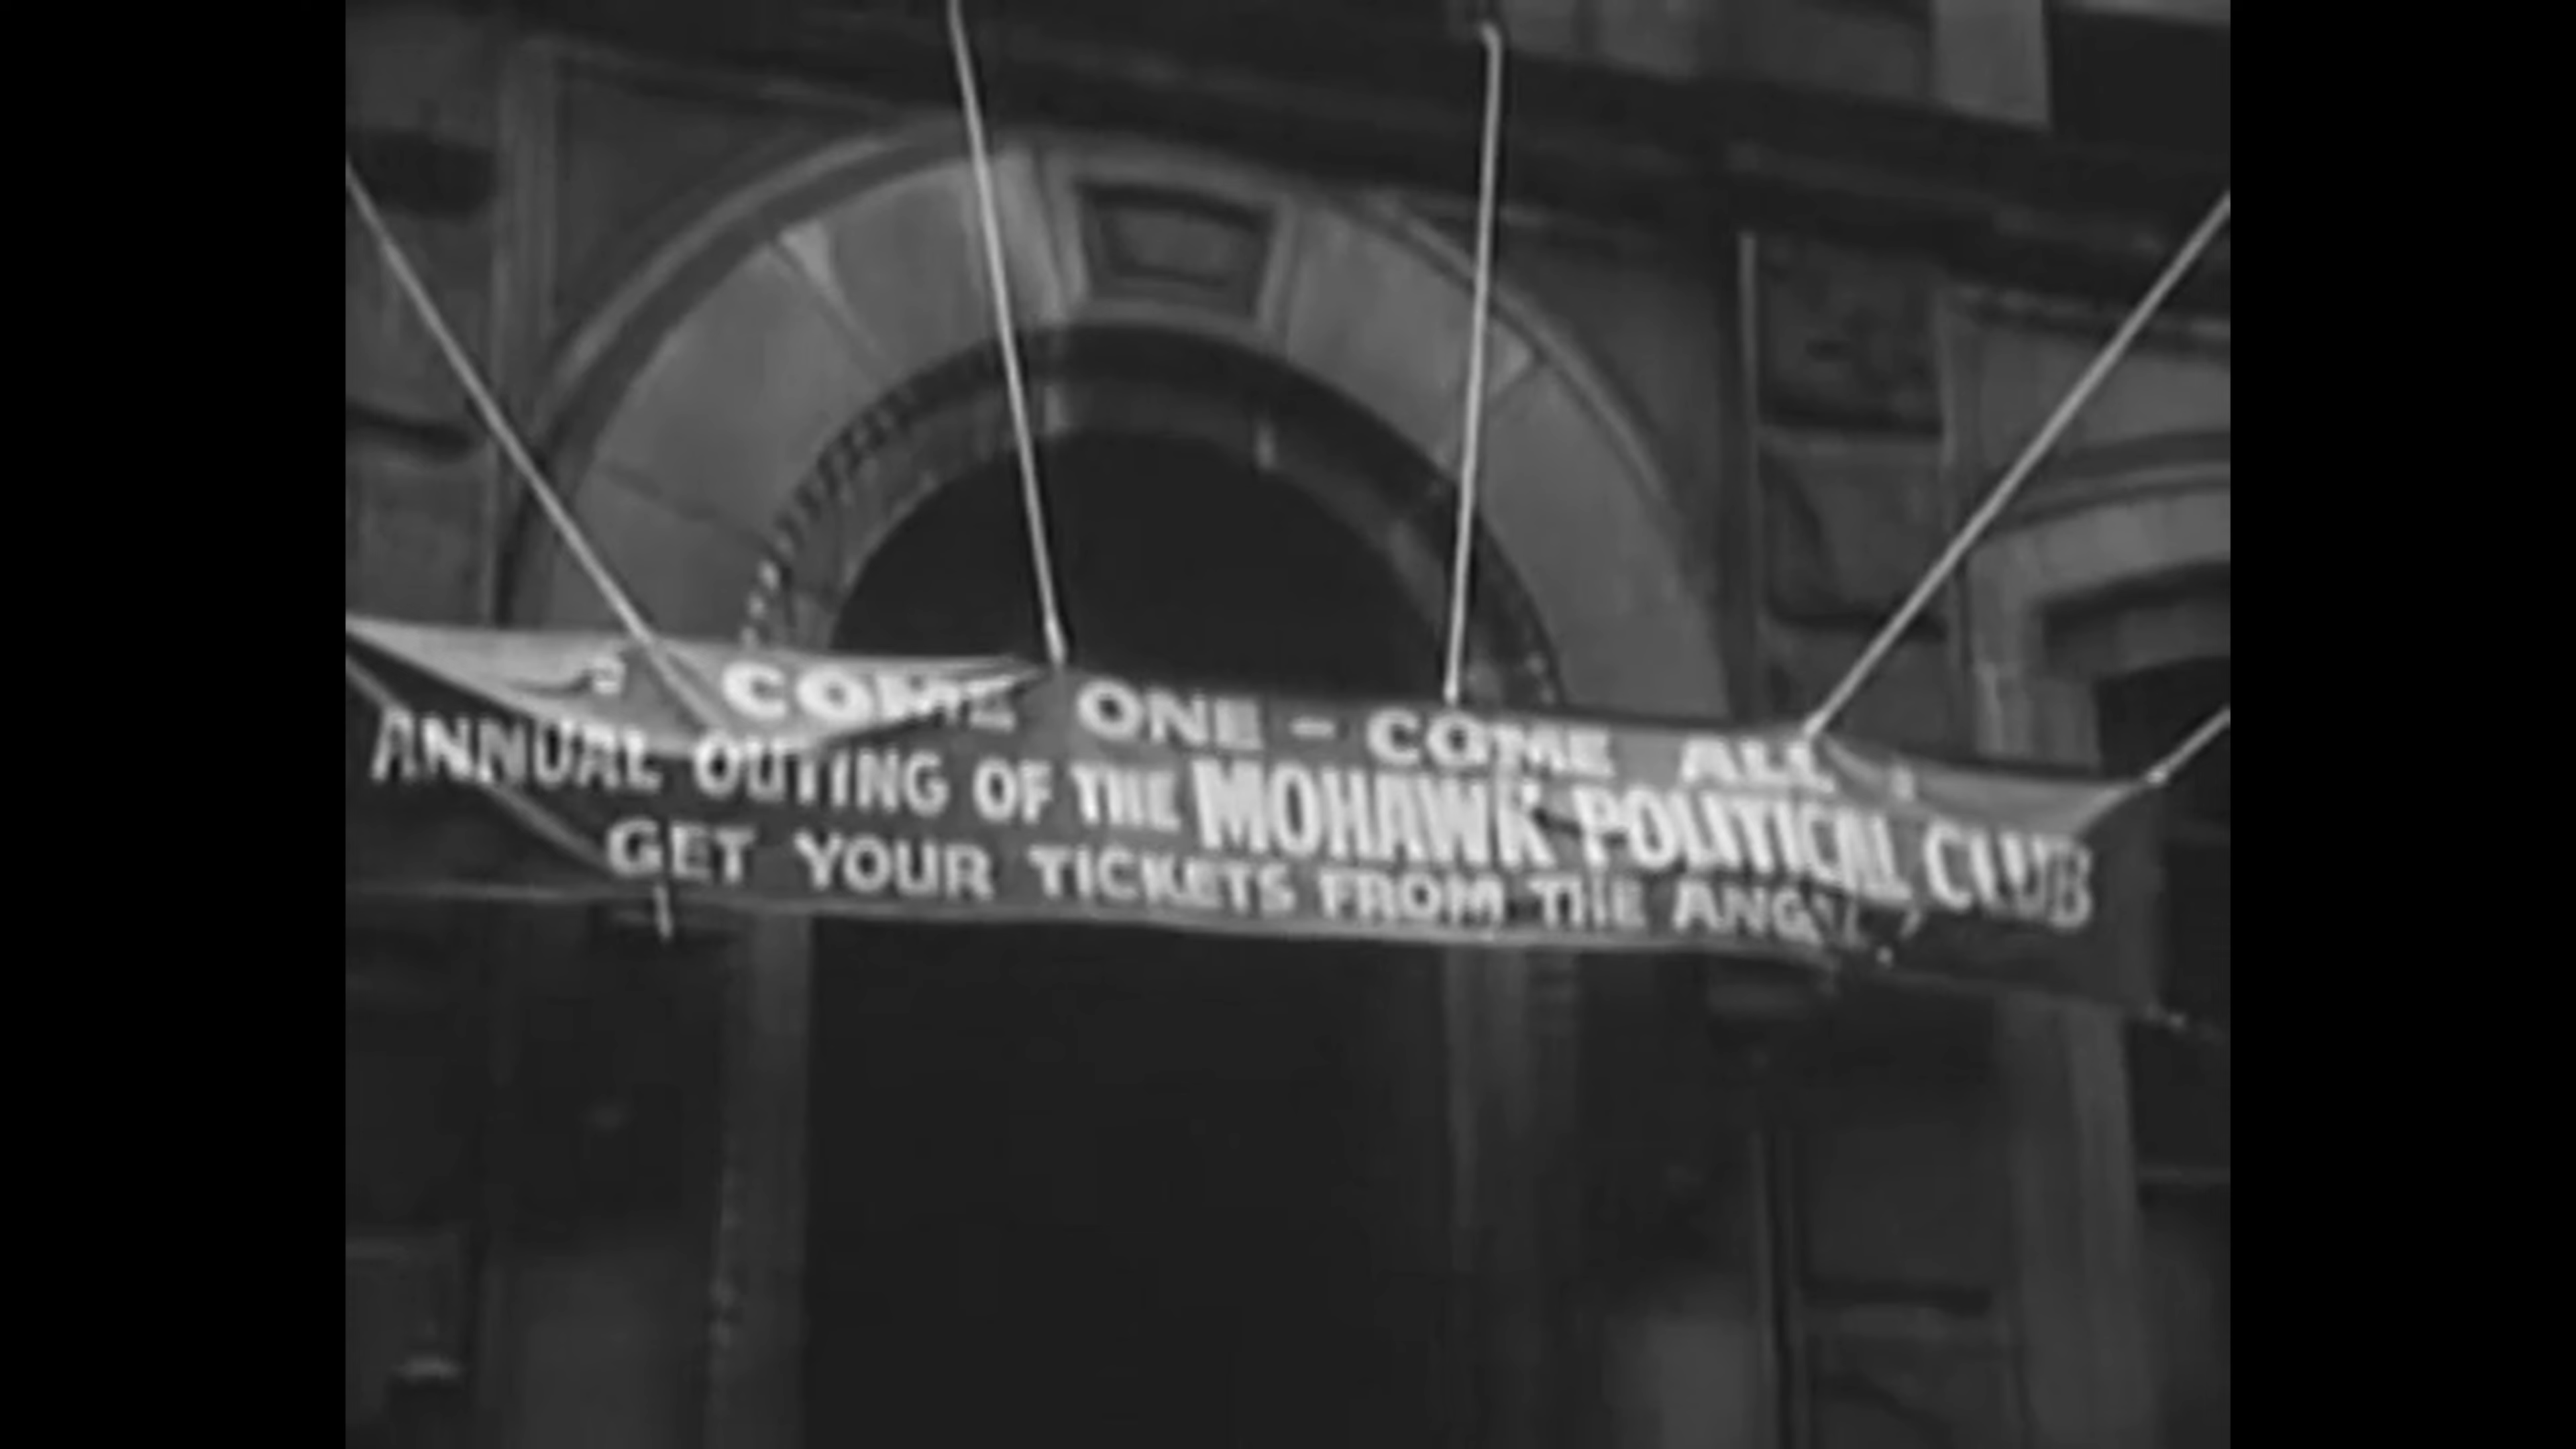 COME ONE - COME ALL
ANNUAL OUTING OF THE MOHAWK POLITICAL CLUB
GET YOUR TICKETS FROM THE